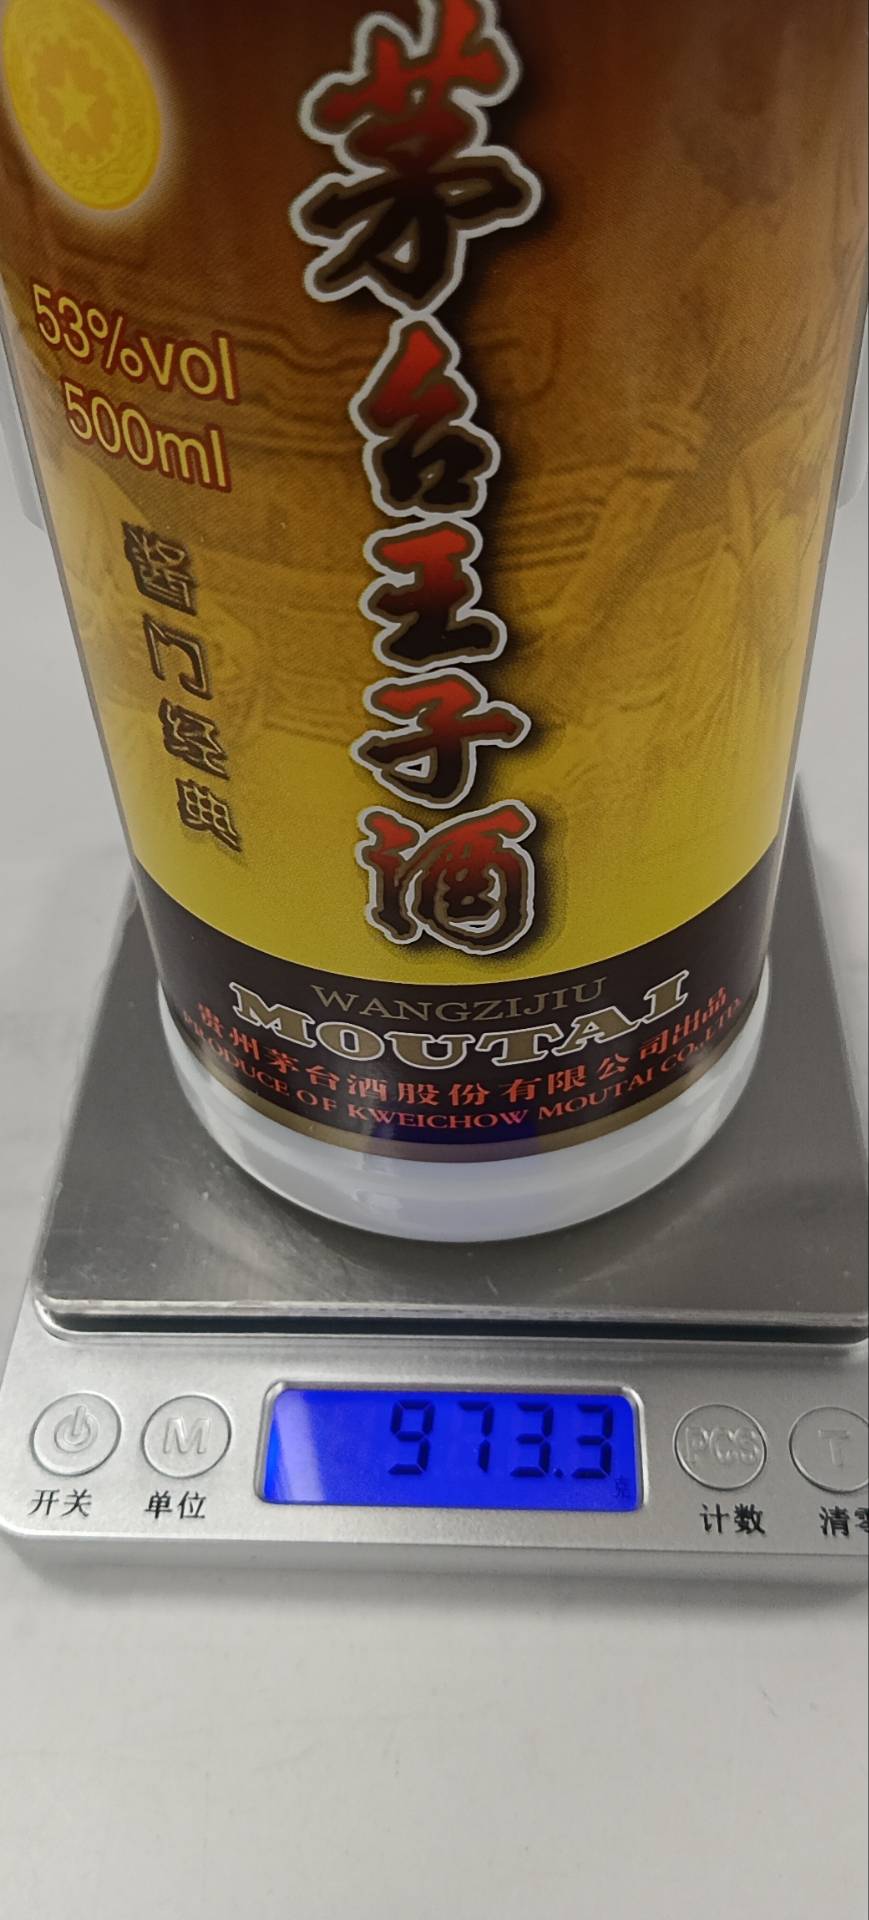 茅台王子酒
53%vol
500ml
酱门经典
WANGZIJIU
MOUTAI
贵州茅台酒股份有限公司出品
PRODUCE OF KWEICHOW MOUTAI CO.,LTD.
973.3
克
M
PCS
T
开关
单位
计数
清零